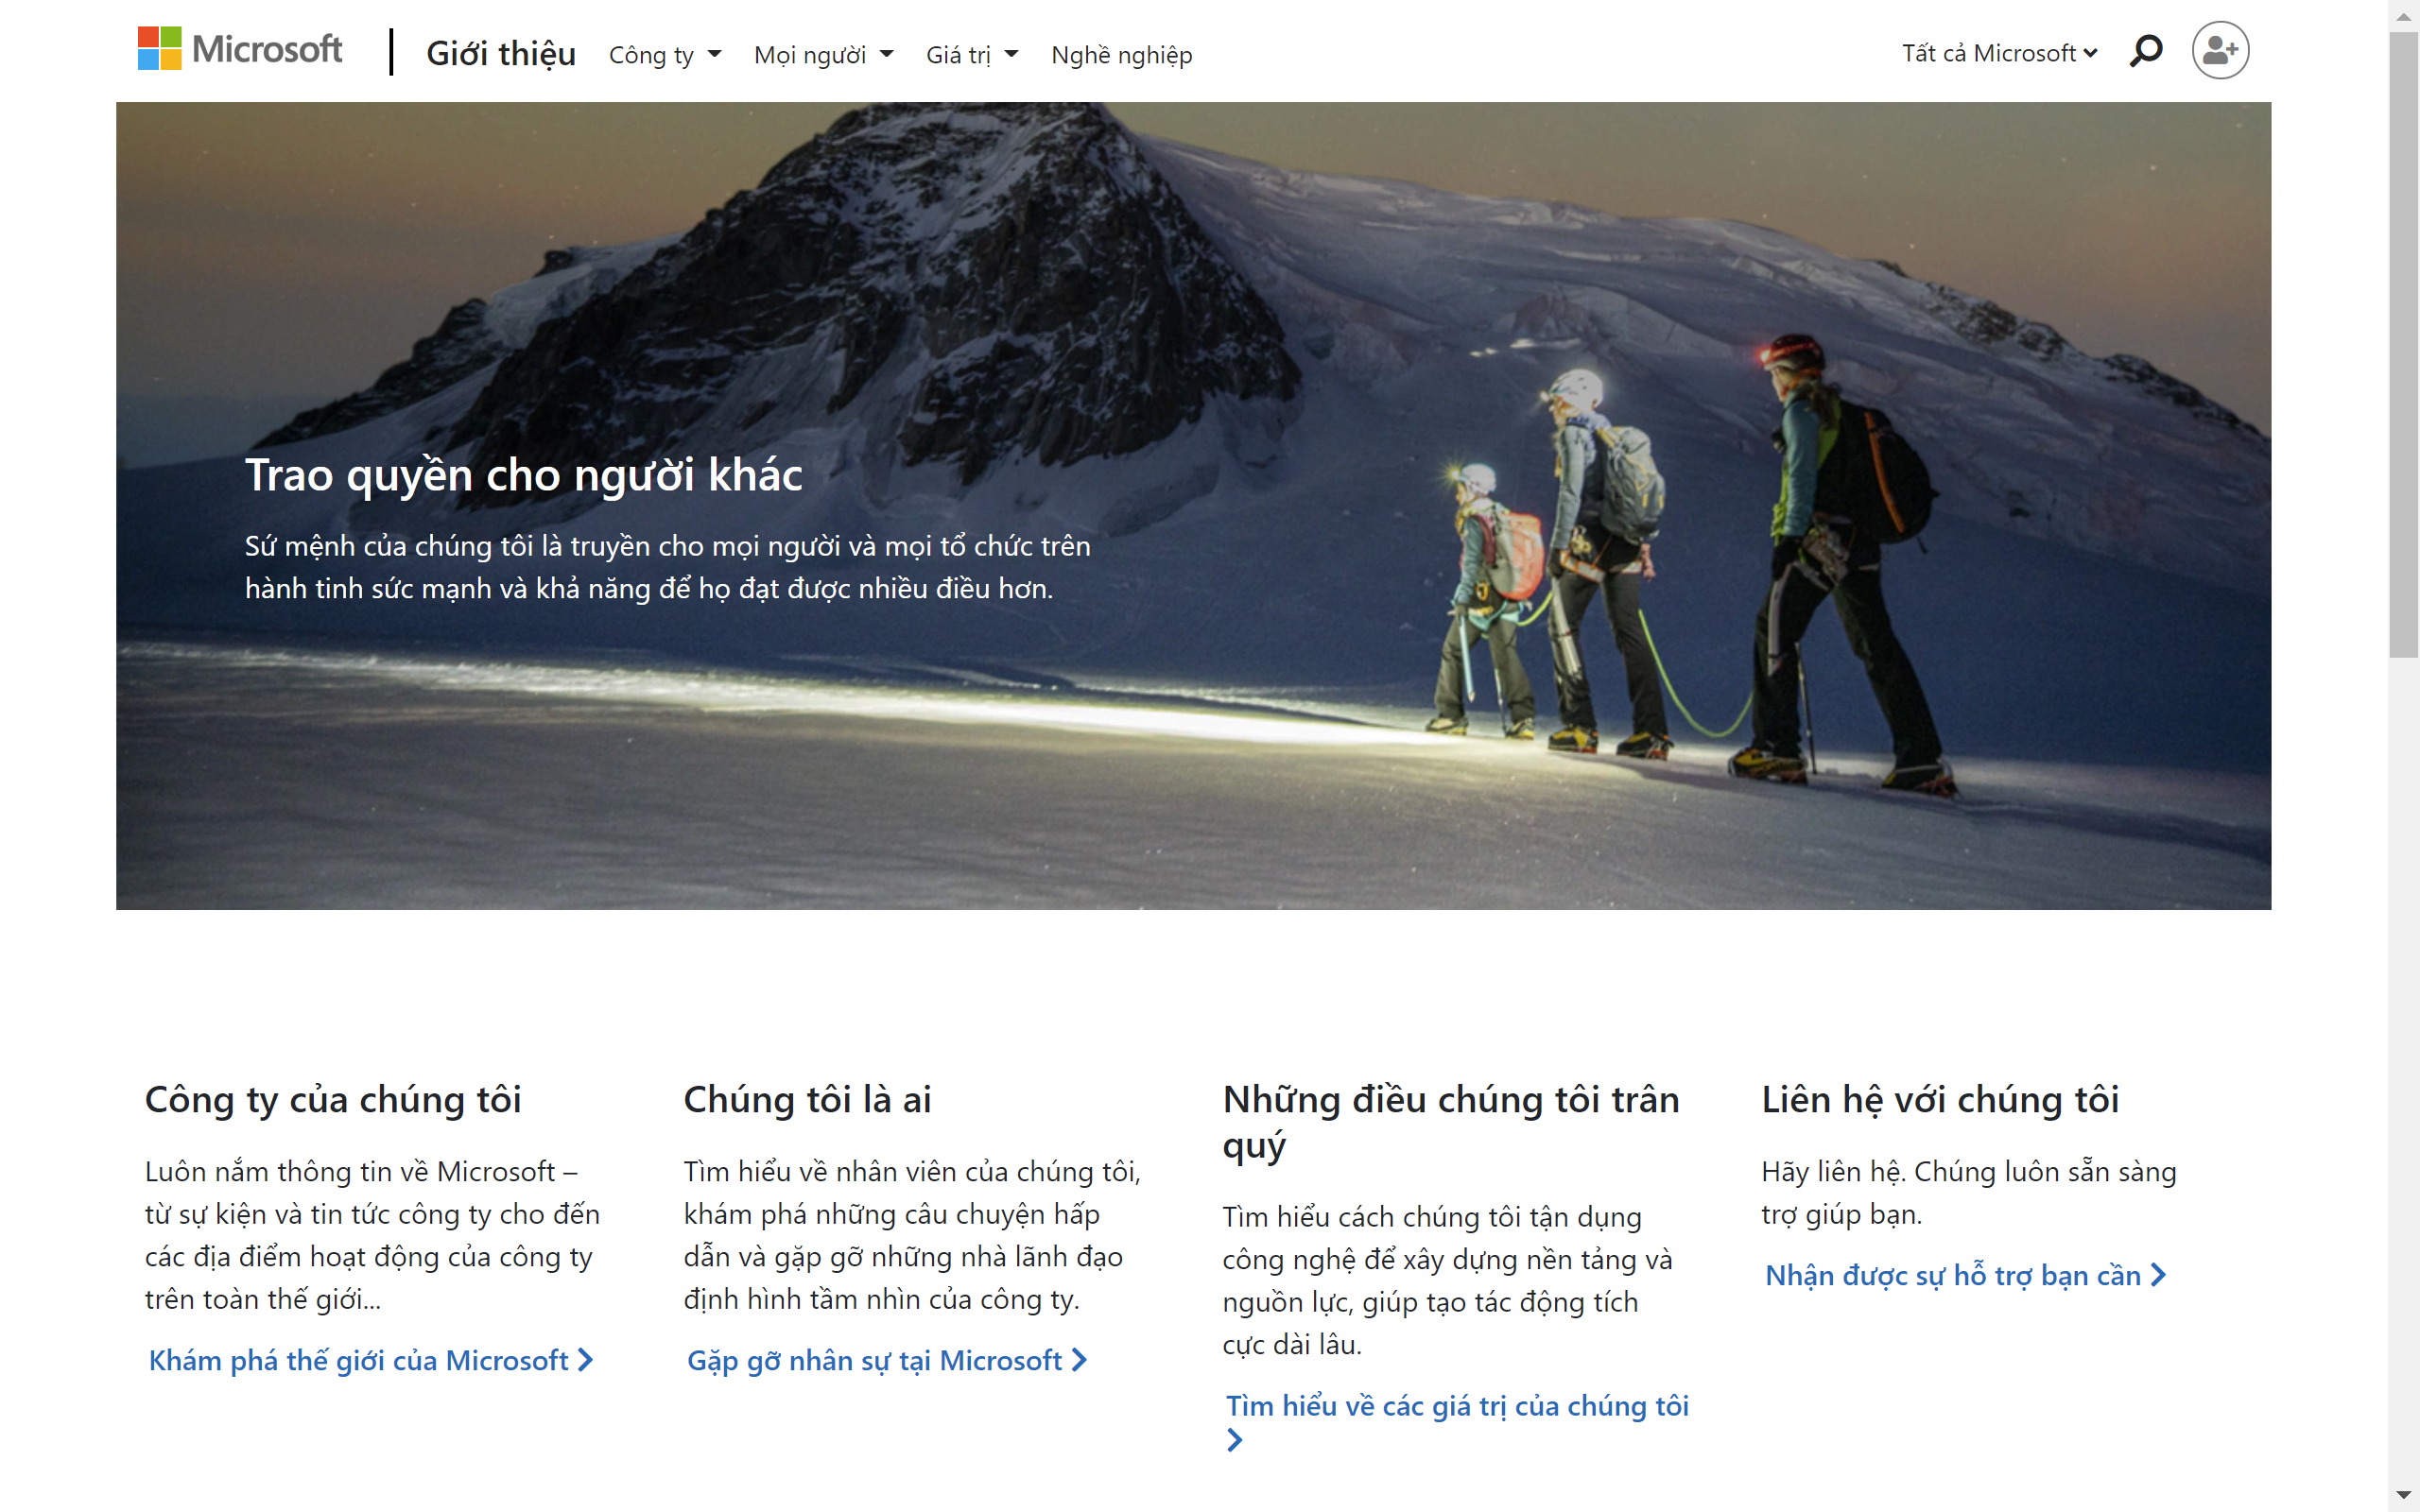 Microsoft
Giới thiệu
Công ty
Mọi người
Giá trị
Nghề nghiệp
Tất cả Microsoft
Trao quyền cho người khác
Sứ mệnh của chúng tôi là truyền cho mọi người và mọi tổ chức trên
hành tinh sức mạnh và khả năng để họ đạt được nhiều điều hơn.
Công ty của chúng tôi
Luôn nắm thông tin về Microsoft –
từ sự kiện và tin tức công ty cho đến
các địa điểm hoạt động của công ty
trên toàn thế giới...
Khám phá thế giới của Microsoft
Chúng tôi là ai
Tìm hiểu về nhân viên của chúng tôi,
khám phá những câu chuyện hấp
dẫn và gặp gỡ những nhà lãnh đạo
định hình tầm nhìn của công ty.
Gặp gỡ nhân sự tại Microsoft
Những điều chúng tôi trân
quý
Tìm hiểu cách chúng tôi tận dụng
công nghệ để xây dựng nền tảng và
nguồn lực, giúp tạo tác động tích
cực dài lâu.
Tìm hiểu về các giá trị của chúng tôi
Liên hệ với chúng tôi
Hãy liên hệ. Chúng luôn sẵn sàng
trợ giúp bạn.
Nhận được sự hỗ trợ bạn cần